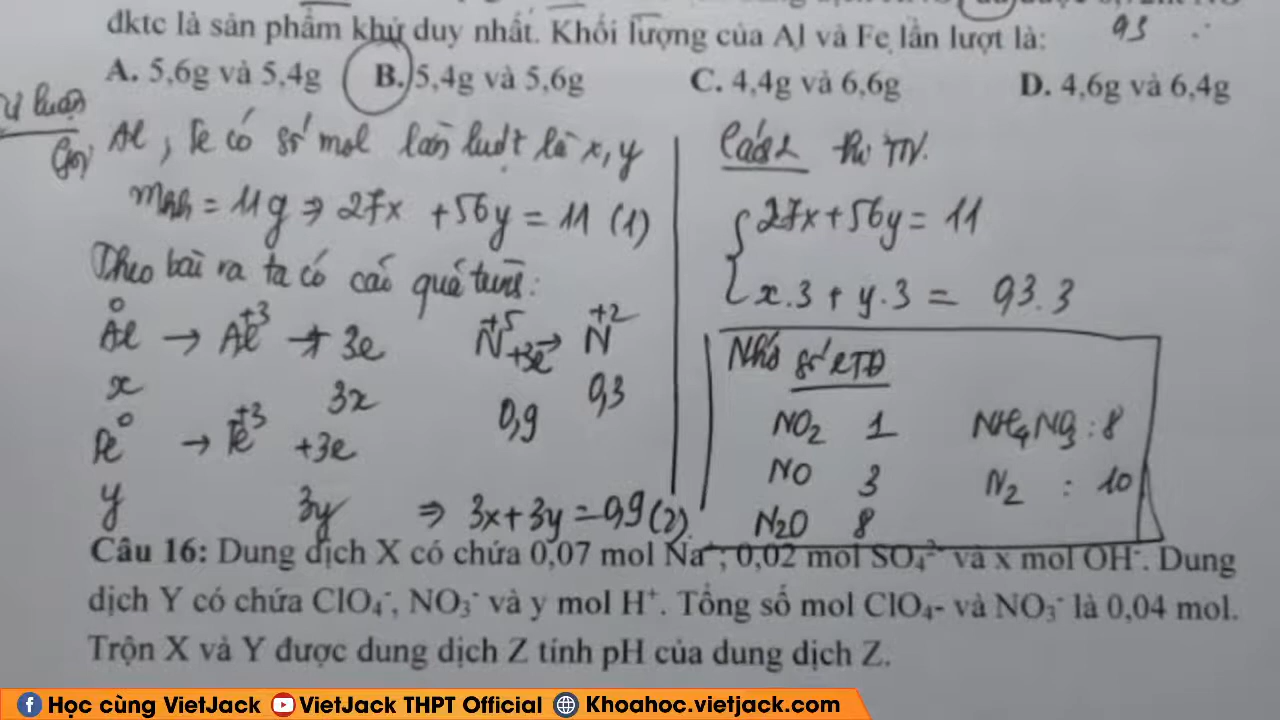 đktc là sản phẩm khử duy nhất. Khối lượng của Al và Fe lần lượt là:
93
A. 5,6g và 5,4g B. 5,4g và 5,6g C. 4,4g và 6,6g D. 4,6g và 6,4g
luận
Gọi Al, Fe có số mol lần lượt là x, y
mhh = 11g ⇒ 27x + 56y = 11 (1)
Theo bài ra ta có các quá trình:
Al⁰ → Al⁺³ + 3e N⁺⁵ +3e → N⁺²
x 3x 0,9 0,3
Fe⁰ → Fe⁺³ +3e
y 3y ⇒ 3x + 3y = 0,9 (2)
Cách 2 TN.
27x + 56y = 11
x.3 + y.3 = 93.3
Nhớ số eTĐ
NO₂ 1 NH₄NO₃ : 8
NO 3 N₂ : 10
N₂O 8
Câu 16: Dung dịch X có chứa 0,07 mol Na⁺; 0,02 mol SO₄²⁻ và x mol OH⁻. Dung
dịch Y có chứa ClO₄⁻, NO₃⁻ và y mol H⁺. Tổng số mol ClO₄- và NO₃⁻ là 0,04 mol.
Trộn X và Y được dung dịch Z tính pH của dung dịch Z.
Học cùng VietJack VietJack THPT Official Khoahoc.vietjack.com